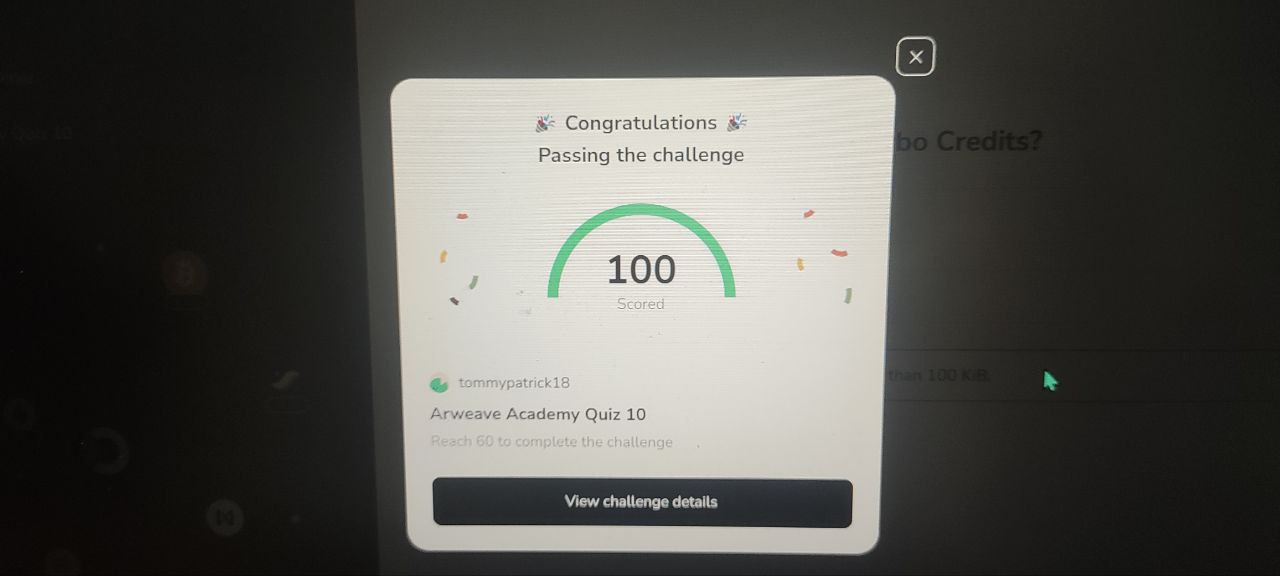 🎉 Congratulations 🎉
Passing the challenge
bo Credits?
100
Scored
than 100 KiB.
tommypatrick18
Arweave Academy Quiz 10
Reach 60 to complete the challenge
View challenge details